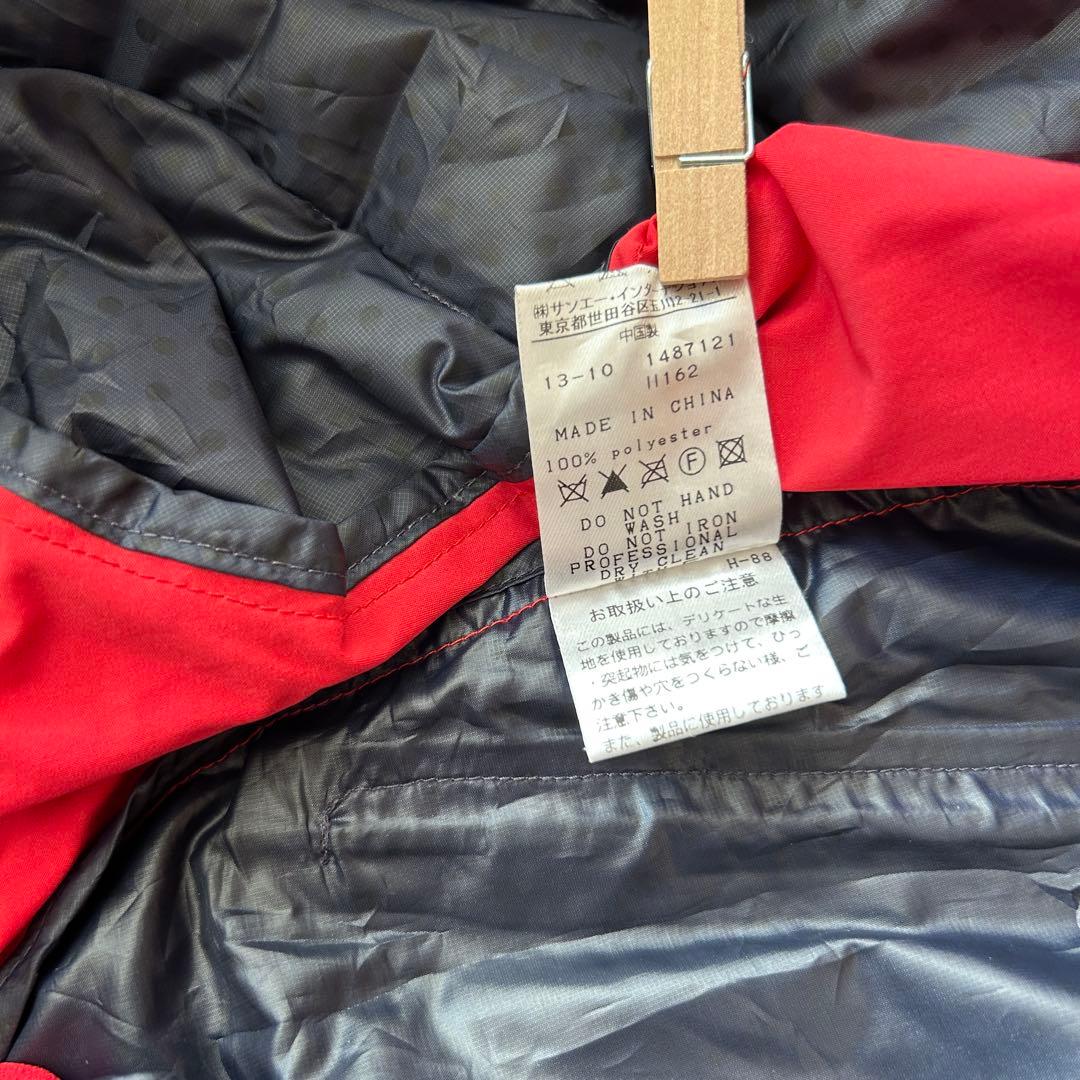 (株)サンエー・インターナショナル
東京都世田谷区玉川2-21-1
中国製
13-10 1487121
H162
MADE IN CHINA
100% polyester
F
DO NOT HAND
WASH
DO NOT IRON
PROFESSIONAL
DRY CLEAN
H-88
お取扱い上のご注意
この製品には、デリケートな生
地を使用しておりますので摩擦
・突起物には気をつけて、ひっ
かき傷や穴をつくらない様、ご
注意下さい。
また、製品に使用しております